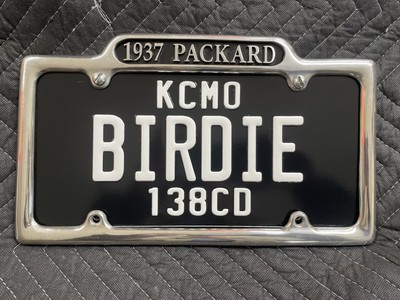 1937 PACKARD
KCMO
BIRDIE
138CD